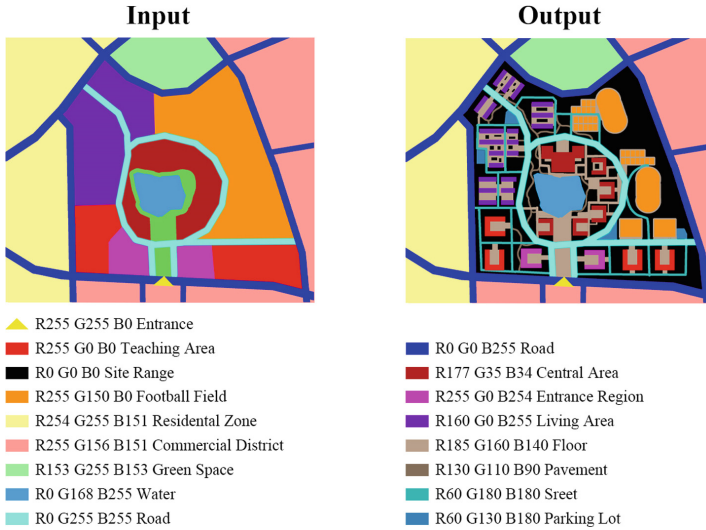 Input
Output
R255 G255 B0 Entrance
R255 G0 B0 Teaching Area
R0 G0 B0 Site Range
R255 G150 B0 Football Field
R254 G255 B151 Residental Zone
R255 G156 B151 Commercial District
R153 G255 B153 Green Space
R0 G168 B255 Water
R0 G255 B255 Road
R0 G0 B255 Road
R177 G35 B34 Central Area
R255 G0 B254 Entrance Region
R160 G0 B255 Living Area
R185 G160 B140 Floor
R130 G110 B90 Pavement
R60 G180 B180 Sreet
R60 G130 B180 Parking Lot